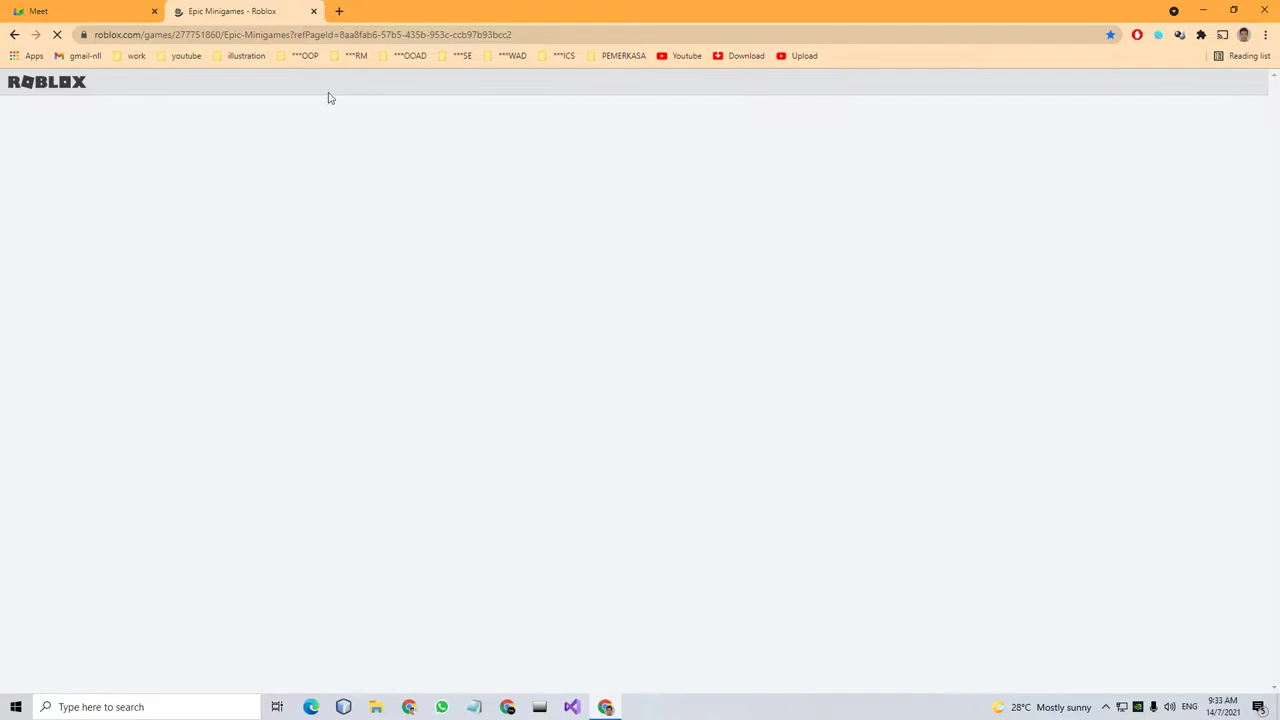 Meet
Epic Minigames - Roblox
roblox.com/games/277751860/Epic-Minigames?refPageId=8aa8fab6-57b5-435b-953c-ccb97b93bcc2
Apps gmail-nll work youtube illustration ***OOP ***RM ***OOAD ***SE ***WAD ***ICS PEMERKASA Youtube Download Upload Reading list
ROBLOX
Type here to search
28°C Mostly sunny
ENG
9:33 AM
14/7/2021